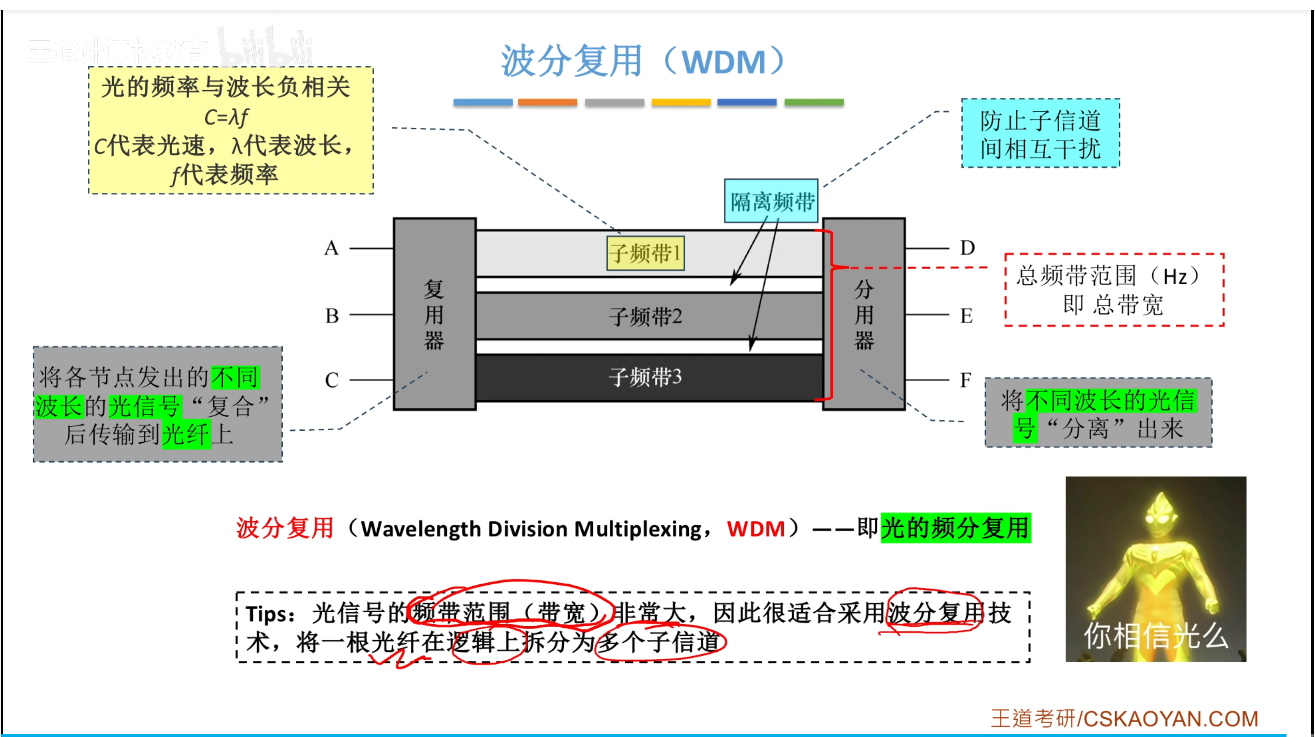 王道计算机教育 bilibili
波分复用（WDM）
光的频率与波长负相关
C=λf
C代表光速，λ代表波长，
f代表频率
防止子信道
间相互干扰
隔离频带
A
B
C
复
用
器
子频带1
子频带2
子频带3
分
用
器
D
E
F
总频带范围（Hz）
即 总带宽
将各节点发出的不同
波长的光信号“复合”
后传输到光纤上
将不同波长的光信
号“分离”出来
波分复用（Wavelength Division Multiplexing，WDM）——即光的频分复用
Tips：光信号的频带范围（带宽）非常大，因此很适合采用波分复用技
术，将一根光纤在逻辑上拆分为多个子信道
你相信光么
王道考研/CSKAOYAN.COM